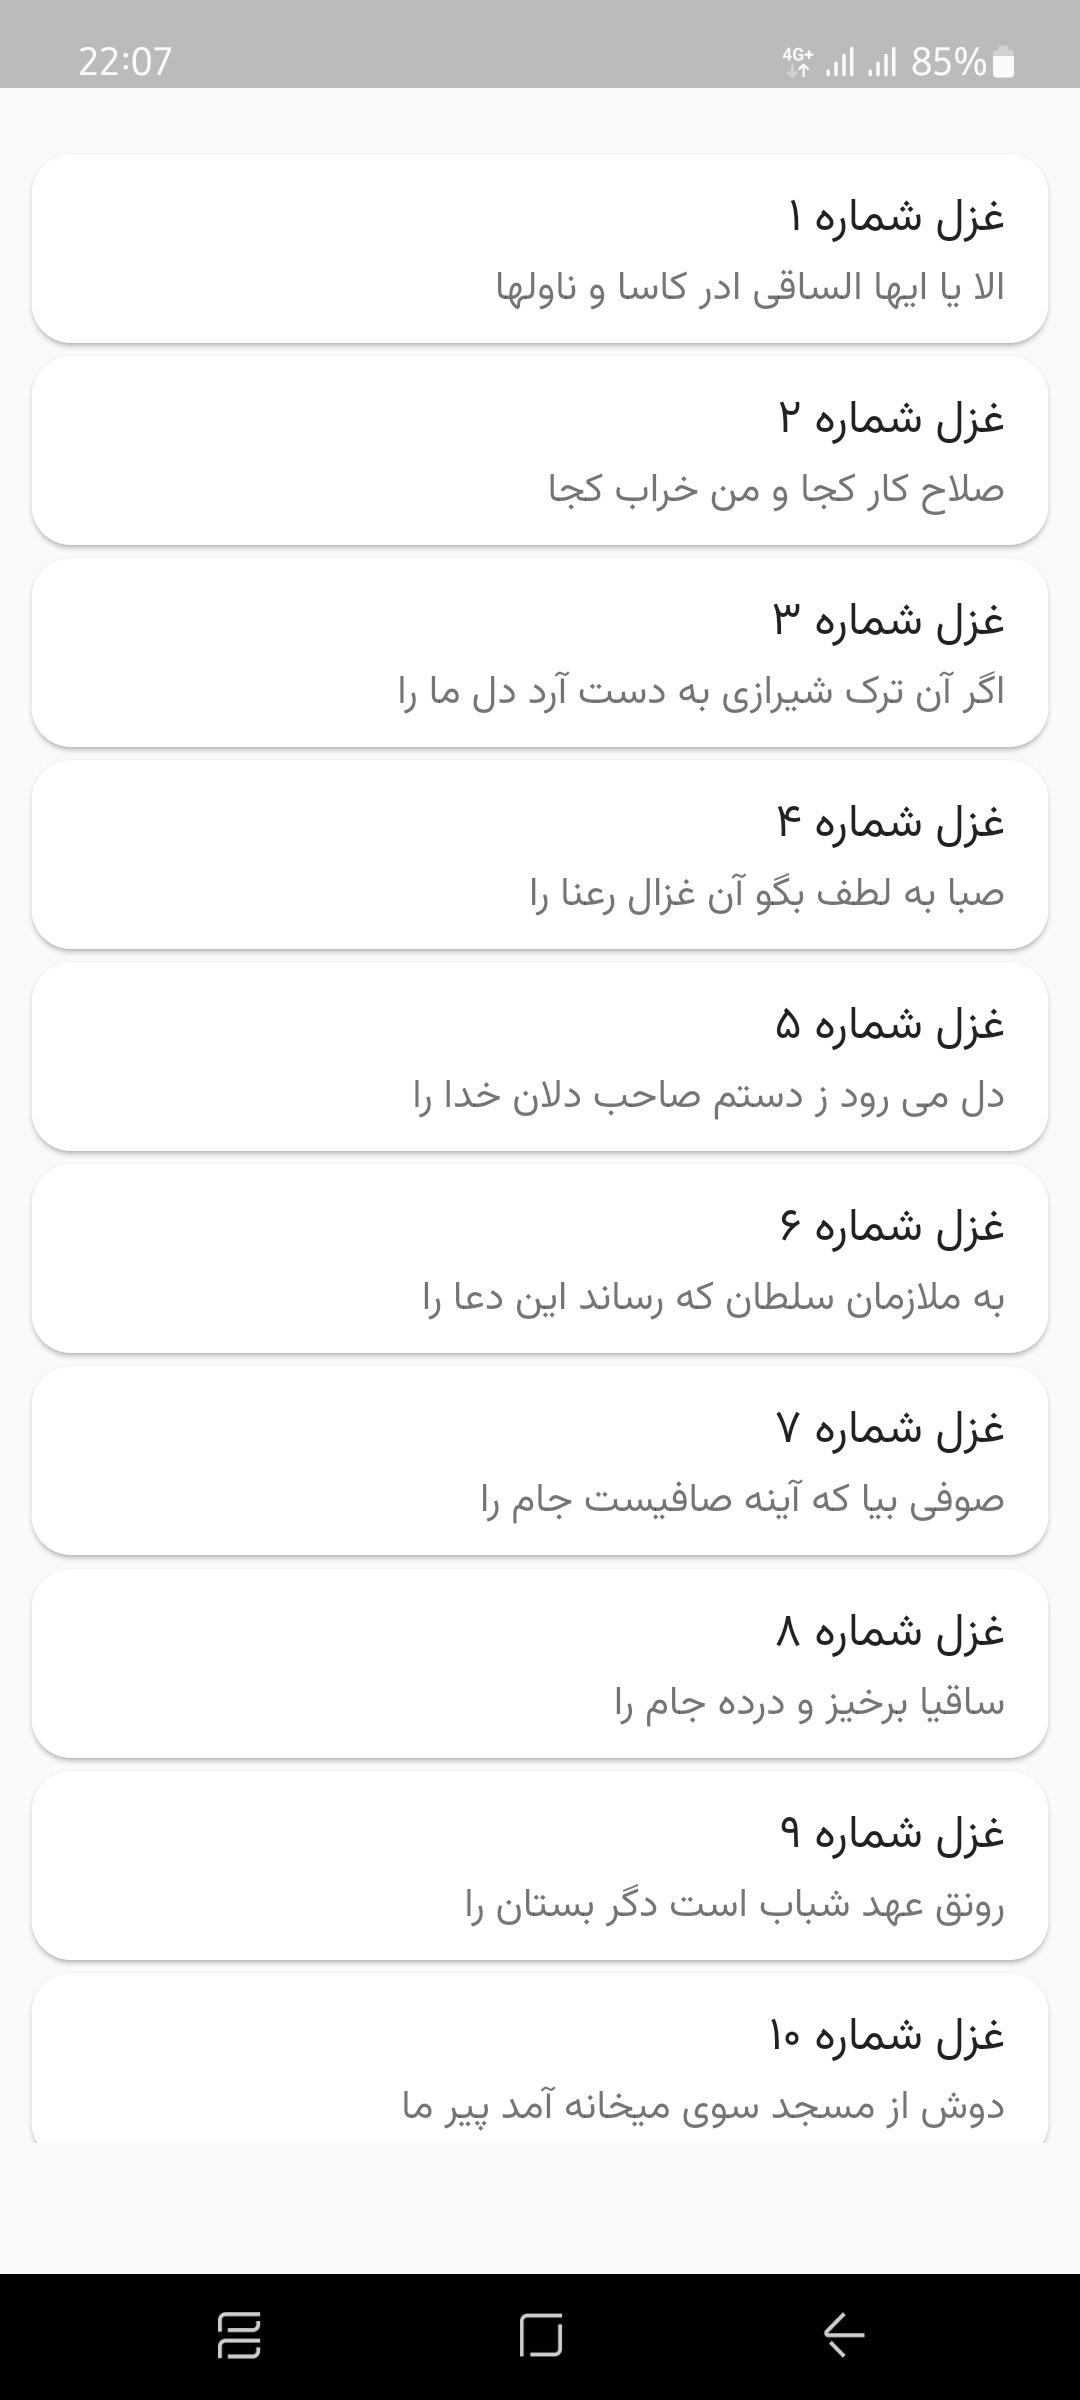 22:07
4G+
85%
غزل شماره ۱
الا یا ایها الساقی ادر کاسا و ناولها
غزل شماره ۲
صلاح کار کجا و من خراب کجا
غزل شماره ۳
اگر آن ترک شیرازی به دست آرد دل ما را
غزل شماره ۴
صبا به لطف بگو آن غزال رعنا را
غزل شماره ۵
دل می رود ز دستم صاحب دلان خدا را
غزل شماره ۶
به ملازمان سلطان که رساند این دعا را
غزل شماره ۷
صوفی بیا که آینه صافیست جام را
غزل شماره ۸
ساقیا برخیز و درده جام را
غزل شماره ۹
رونق عهد شباب است دگر بستان را
غزل شماره ۱۰
دوش از مسجد سوی میخانه آمد پیر ما